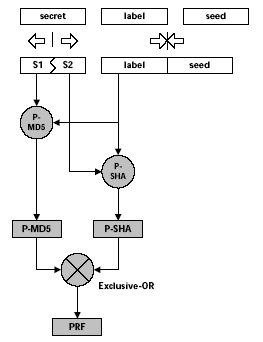 secret label seed
S1 S2 label seed
P-
MD5
P-
SHA
P-MD5 P-SHA
Exclusive-OR
PRF